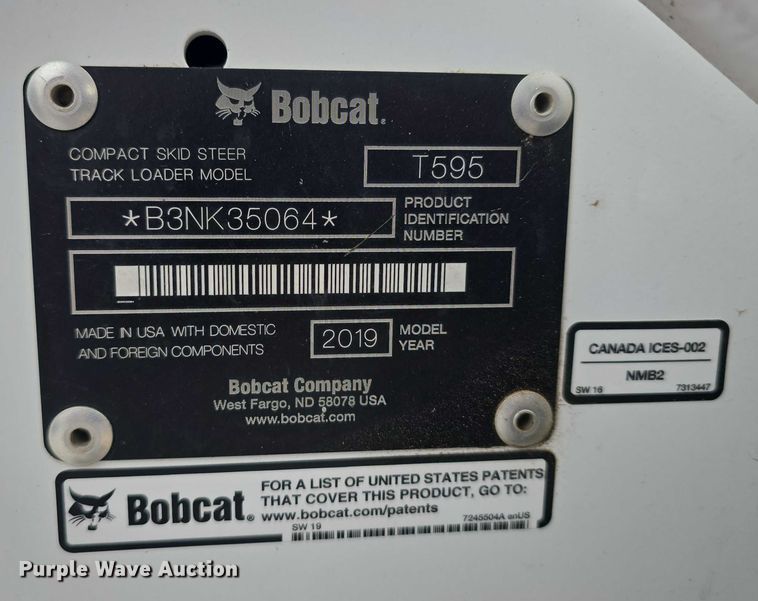 Bobcat.
COMPACT SKID STEER
TRACK LOADER MODEL
T595
*B3NK35064*
PRODUCT
IDENTIFICATION
NUMBER
MADE IN USA WITH DOMESTIC
AND FOREIGN COMPONENTS
2019
MODEL
YEAR
Bobcat Company
West Fargo, ND 58078 USA
www.bobcat.com
CANADA ICES-002
NMB2
SW 16 7313447
Bobcat.
FOR A LIST OF UNITED STATES PATENTS
THAT COVER THIS PRODUCT, GO TO:
www.bobcat.com/patents
SW 19 7245504A enUS
Purple Wave Auction